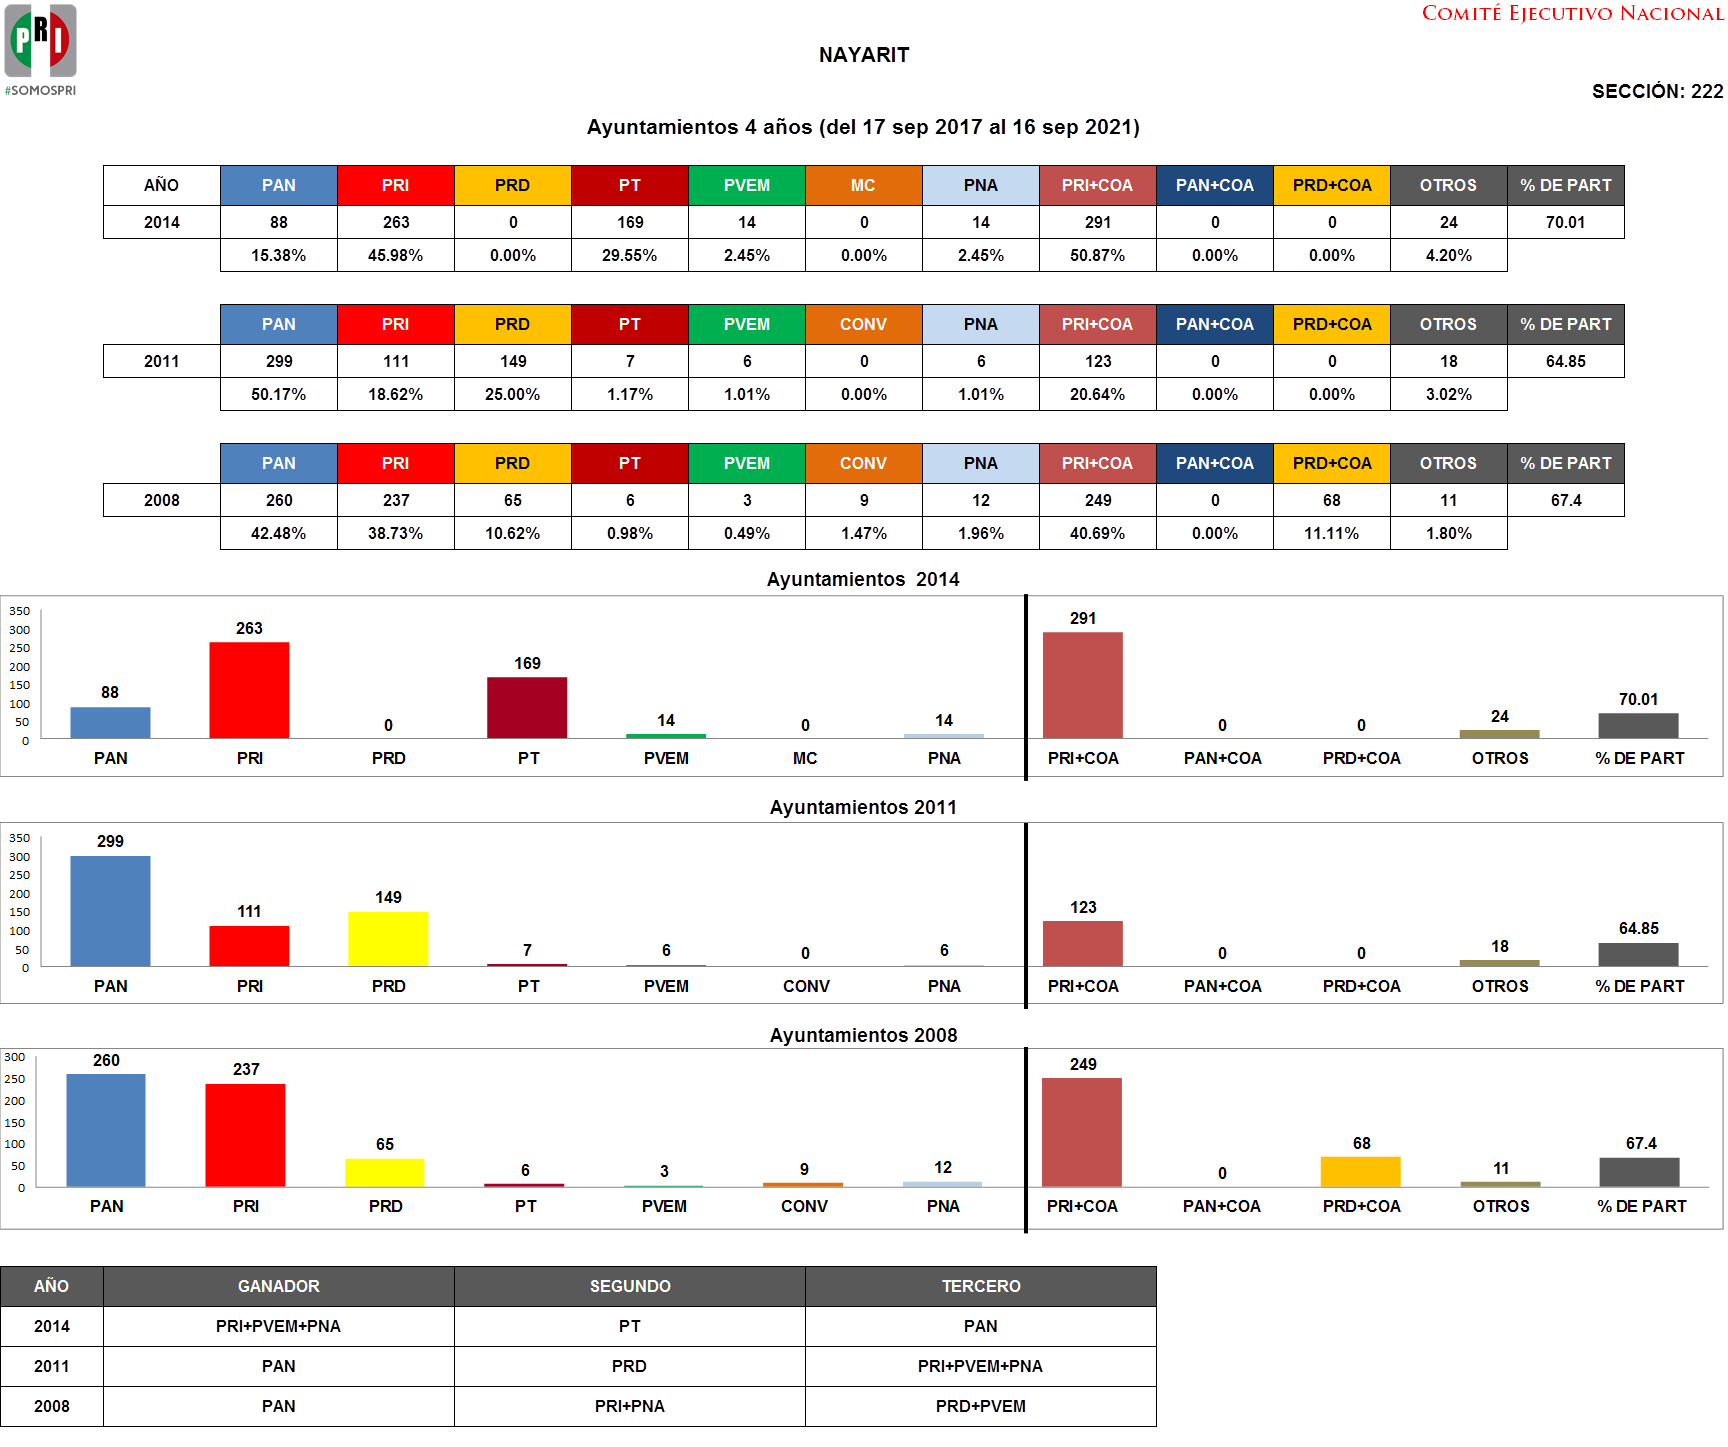 COMITÉ EJECUTIVO NACIONAL
PRI
#SOMOSPRI
NAYARIT
SECCIÓN: 222
Ayuntamientos 4 años (del 17 sep 2017 al 16 sep 2021)
AÑO PAN PRI PRD PT PVEM MC PNA PRI+COA PAN+COA PRD+COA OTROS % DE PART
2014 88 263 0 169 14 0 14 291 0 0 24 70.01
15.38% 45.98% 0.00% 29.55% 2.45% 0.00% 2.45% 50.87% 0.00% 0.00% 4.20%
PAN PRI PRD PT PVEM CONV PNA PRI+COA PAN+COA PRD+COA OTROS % DE PART
2011 299 111 149 7 6 0 6 123 0 0 18 64.85
50.17% 18.62% 25.00% 1.17% 1.01% 0.00% 1.01% 20.64% 0.00% 0.00% 3.02%
PAN PRI PRD PT PVEM CONV PNA PRI+COA PAN+COA PRD+COA OTROS % DE PART
2008 260 237 65 6 3 9 12 249 0 68 11 67.4
42.48% 38.73% 10.62% 0.98% 0.49% 1.47% 1.96% 40.69% 0.00% 11.11% 1.80%
Ayuntamientos 2014
350
300
250
200
150
100
50
0
88 263 0 169 14 0 14 291 0 0 24 70.01
PAN PRI PRD PT PVEM MC PNA PRI+COA PAN+COA PRD+COA OTROS % DE PART
Ayuntamientos 2011
350
300
250
200
150
100
50
0
299 111 149 7 6 0 6 123 0 0 18 64.85
PAN PRI PRD PT PVEM CONV PNA PRI+COA PAN+COA PRD+COA OTROS % DE PART
Ayuntamientos 2008
300
250
200
150
100
50
0
260 237 65 6 3 9 12 249 0 68 11 67.4
PAN PRI PRD PT PVEM CONV PNA PRI+COA PAN+COA PRD+COA OTROS % DE PART
AÑO GANADOR SEGUNDO TERCERO
2014 PRI+PVEM+PNA PT PAN
2011 PAN PRD PRI+PVEM+PNA
2008 PAN PRI+PNA PRD+PVEM